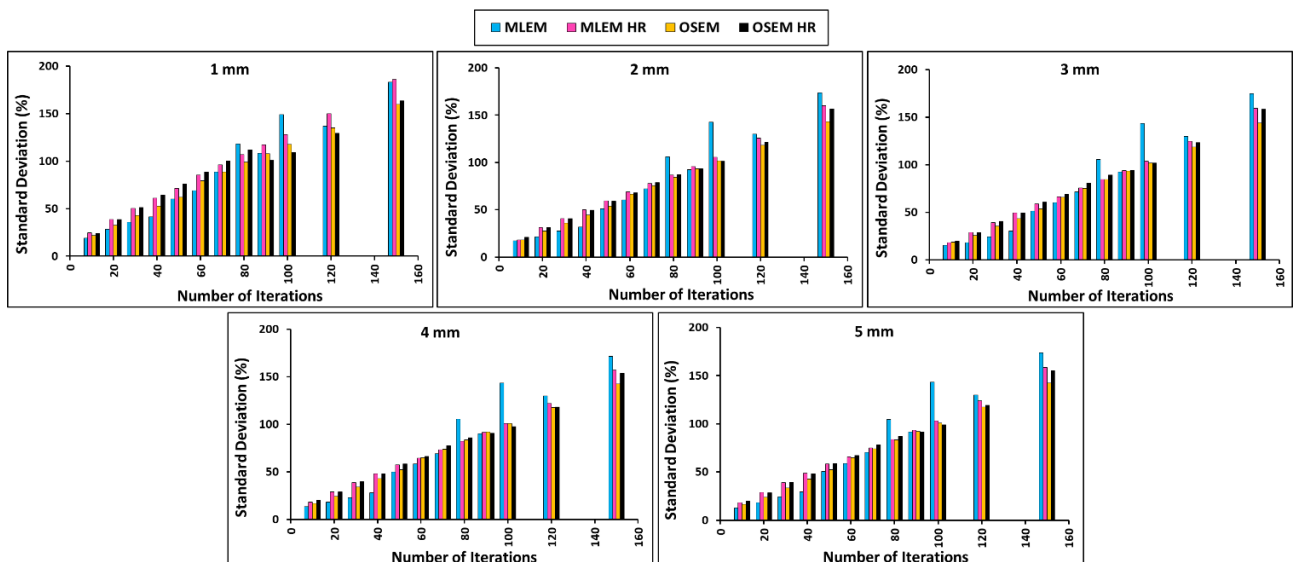 MLEM MLEM HR OSEM OSEM HR
1 mm
Standard Deviation (%)
200
150
100
50
0
0 20 40 60 80 100 120 140 160
Number of Iterations
2 mm
Standard Deviation (%)
200
150
100
50
0
0 20 40 60 80 100 120 140 160
Number of Iterations
3 mm
Standard Deviation (%)
200
150
100
50
0
0 20 40 60 80 100 120 140 160
Number of Iterations
4 mm
Standard Deviation (%)
200
150
100
50
0
0 20 40 60 80 100 120 140 160
Number of Iterations
5 mm
Standard Deviation (%)
200
150
100
50
0
0 20 40 60 80 100 120 140 160
Number of Iterations